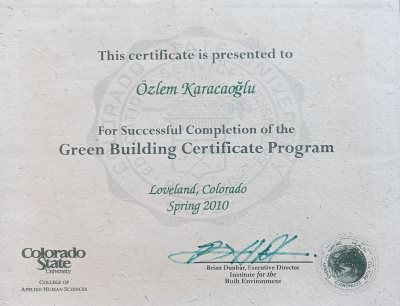 This certificate is presented to
Özlem Karacaoğlu
For Successful Completion of the
Green Building Certificate Program
Loveland, Colorado
Spring 2010
Colorado
State
University
COLLEGE OF
APPLIED HUMAN SCIENCES
Brian Dunbar, Executive Director
Institute for the
Built Environment